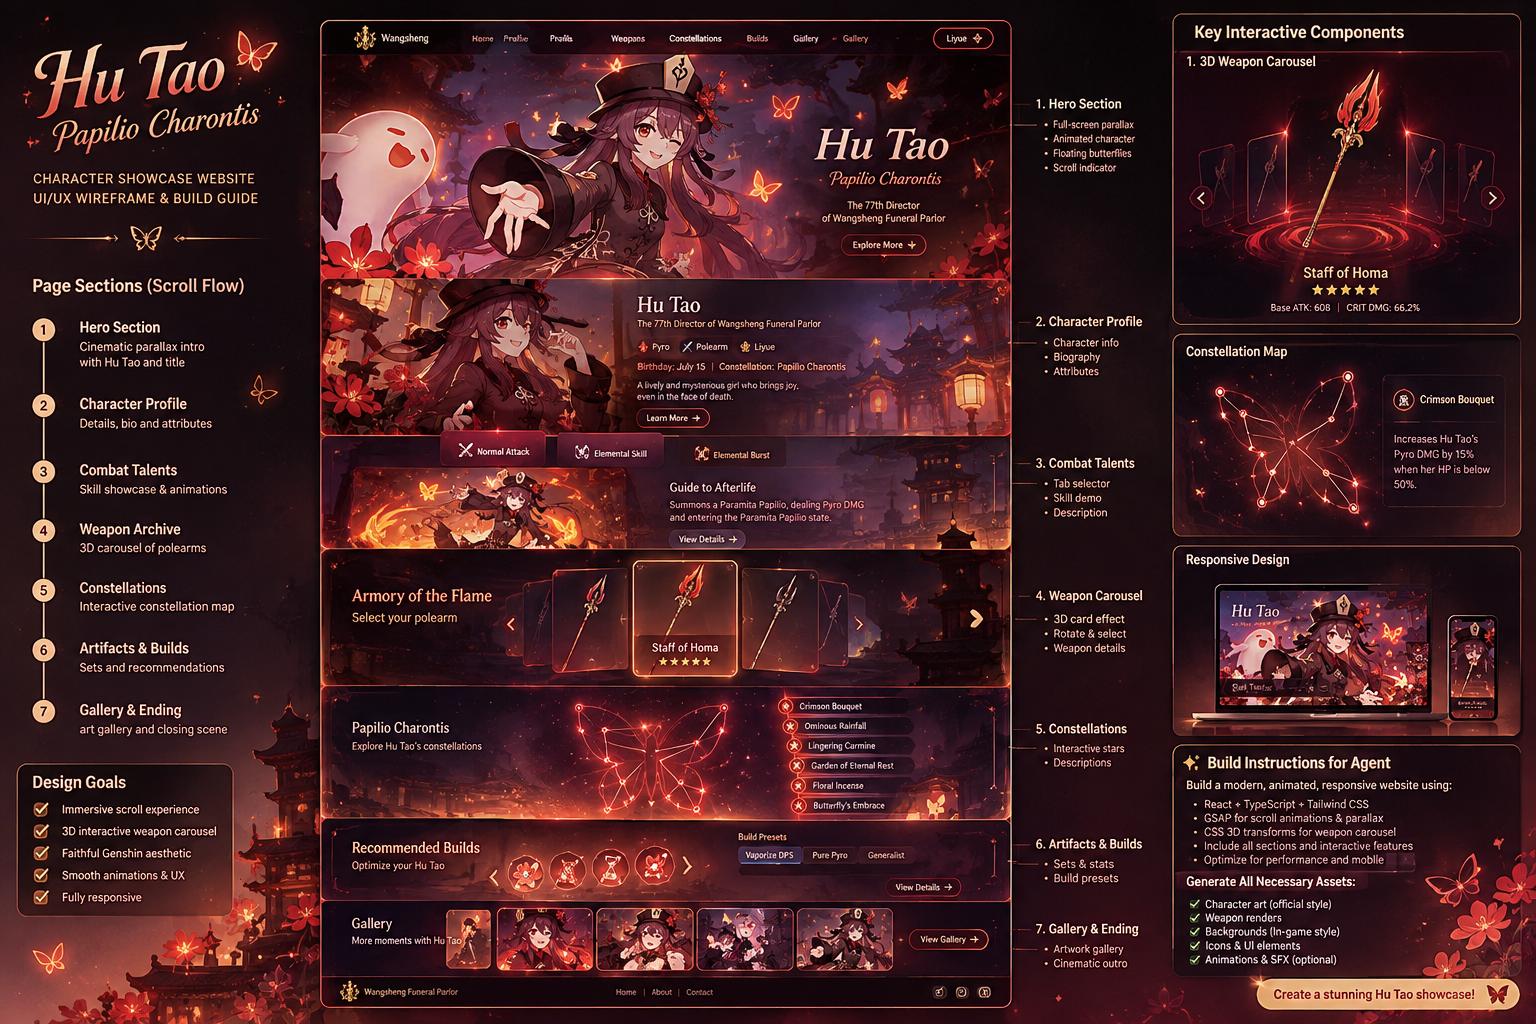 Hu Tao
Papilio Charontis
CHARACTER SHOWCASE WEBSITE
UI/UX WIREFRAME & BUILD GUIDE
Page Sections (Scroll Flow)
1
Hero Section
Cinematic parallax intro
with Hu Tao and title
2
Character Profile
Details, bio and attributes
3
Combat Talents
Skill showcase & animations
4
Weapon Archive
3D carousel of polearms
5
Constellations
Interactive constellation map
6
Artifacts & Builds
Sets and recommendations
7
Gallery & Ending
art gallery and closing scene
Design Goals
Immersive scroll experience
3D interactive weapon carousel
Faithful Genshin aesthetic
Smooth animations & UX
Fully responsive
Wangsheng
Home Weapons Constellations Builds Gallery Gallery
Liyue
Hu Tao
Papilio Charontis
The 77th Director
of Wangsheng Funeral Parlor
Explore More
Hu Tao
The 77th Director of Wangsheng Funeral Parlor
Pyro Polearm Liyue
Birthday: July 15 | Constellation: Papilio Charontis
A lively and mysterious girl who brings joy,
even in the face of death.
Learn More →
Normal Attack
Elemental Skill
Elemental Burst
Guide to Afterlife
Summons a Paramita Papilio, dealing Pyro DMG
and entering the Paramita Papilio state.
View Details →
Armory of the Flame
Select your polearm
Staff of Homa
★★★★★
Papilio Charontis
Explore Hu Tao's constellations
Crimson Bouquet
Ominous Rainfall
Lingering Carmine
Garden of Eternal Rest
Floral Incense
Butterfly's Embrace
Recommended Builds
Optimize your Hu Tao
Build Presets
Vaporize DPS Pure Pyro Generalist
View Details →
Gallery
More moments with Hu Tao
View Gallery →
Wangsheng Funeral Parlor
Home | About | Contact
1. Hero Section
• Full-screen parallax
• Animated character
• Floating butterflies
• Scroll indicator
2. Character Profile
• Character info
• Biography
• Attributes
3. Combat Talents
• Tab selector
• Skill demo
• Description
4. Weapon Carousel
• 3D card effect
• Rotate & select
• Weapon details
5. Constellations
• Interactive stars
• Descriptions
6. Artifacts & Builds
• Sets & stats
• Build presets
7. Gallery & Ending
• Artwork gallery
• Cinematic outro
Key Interactive Components
1. 3D Weapon Carousel
Staff of Homa
★★★★★
Base ATK: 608 | CRIT DMG: 66.2%
Constellation Map
Crimson Bouquet
Increases Hu Tao's
Pyro DMG by 15%
when her HP is below
50%.
Responsive Design
Hu Tao
Build Instructions for Agent
Build a modern, animated, responsive website using:
• React + TypeScript + Tailwind CSS
• GSAP for scroll animations & parallax
• CSS 3D transforms for weapon carousel
• Include all sections and interactive features
• Optimize for performance and mobile
Generate All Necessary Assets:
Character art (official style)
Weapon renders
Backgrounds (In-game style)
Icons & UI elements
Animations & SFX (optional)
Create a stunning Hu Tao showcase!